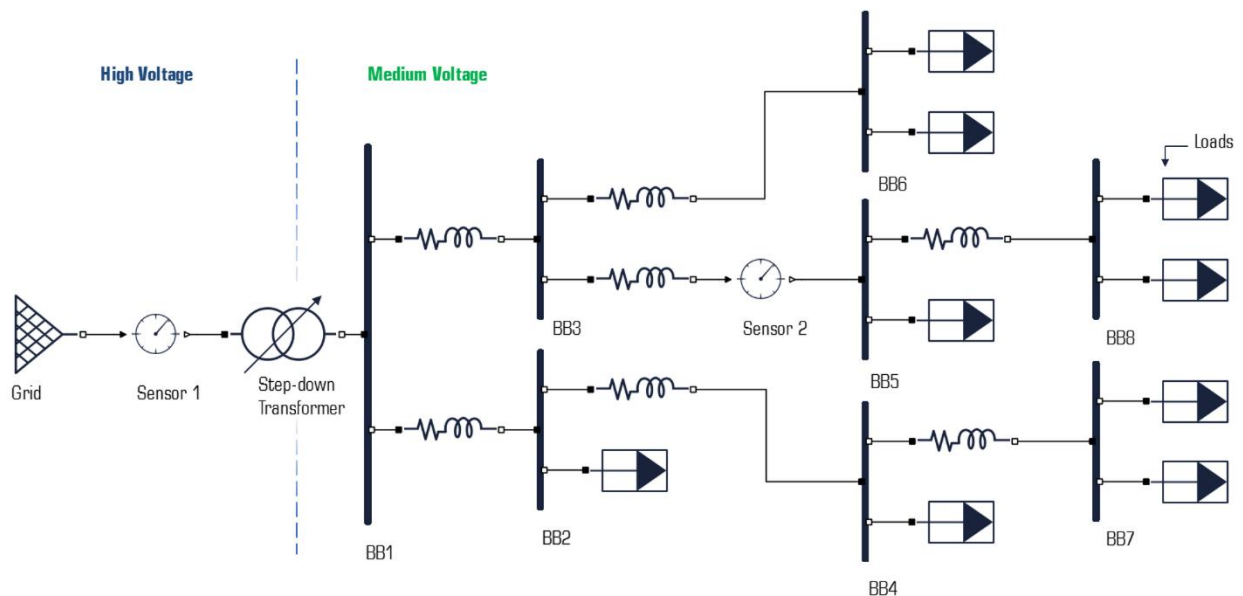 High Voltage
Medium Voltage
Loads
BB6
BB3
Sensor 2
BB8
Grid
Sensor 1
Step-down
Transformer
BB5
BB1
BB2
BB7
BB4